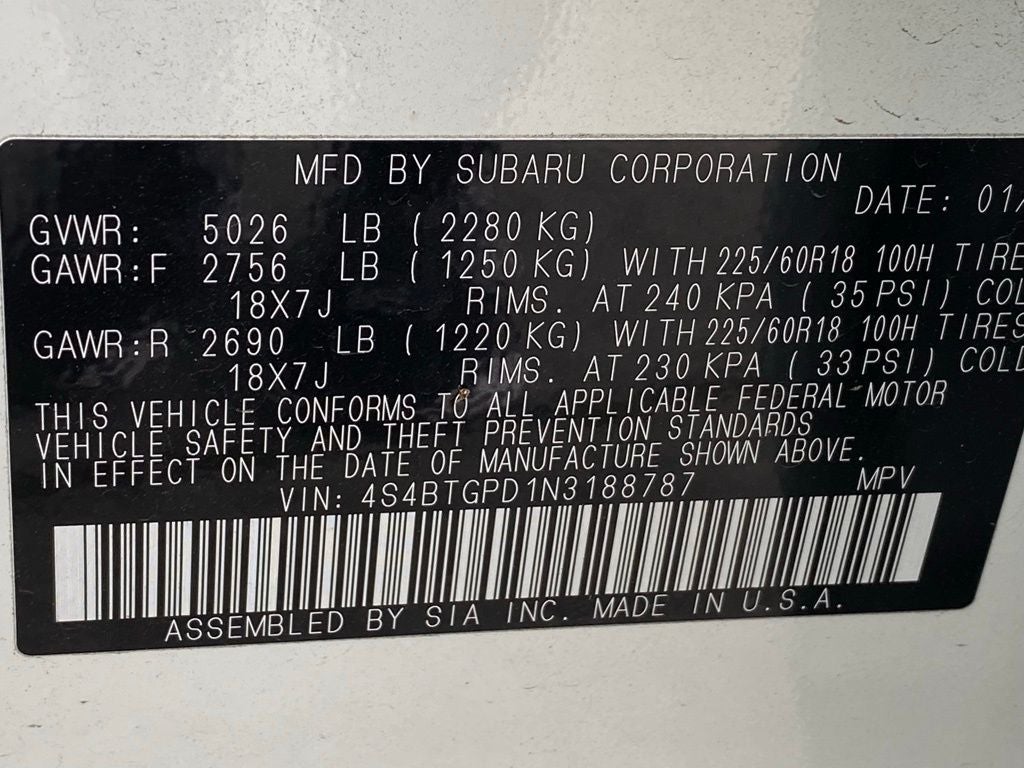 MFD BY SUBARU CORPORATION
DATE: 01/
GVWR: 5026 LB ( 2280 KG)
GAWR:F 2756 LB ( 1250 KG) WITH 225/60R18 100H TIRE
18X7J RIMS. AT 240 KPA ( 35 PSI) COL
GAWR:R 2690 LB ( 1220 KG) WITH 225/60R18 100H TIRES
18X7J RIMS. AT 230 KPA ( 33 PSI) COLD
THIS VEHICLE CONFORMS TO ALL APPLICABLE FEDERAL MOTOR
VEHICLE SAFETY AND THEFT PREVENTION STANDARDS
IN EFFECT ON THE DATE OF MANUFACTURE SHOWN ABOVE.
VIN: 4S4BTGPD1N3188787 MPV
ASSEMBLED BY SIA INC. MADE IN U.S.A.